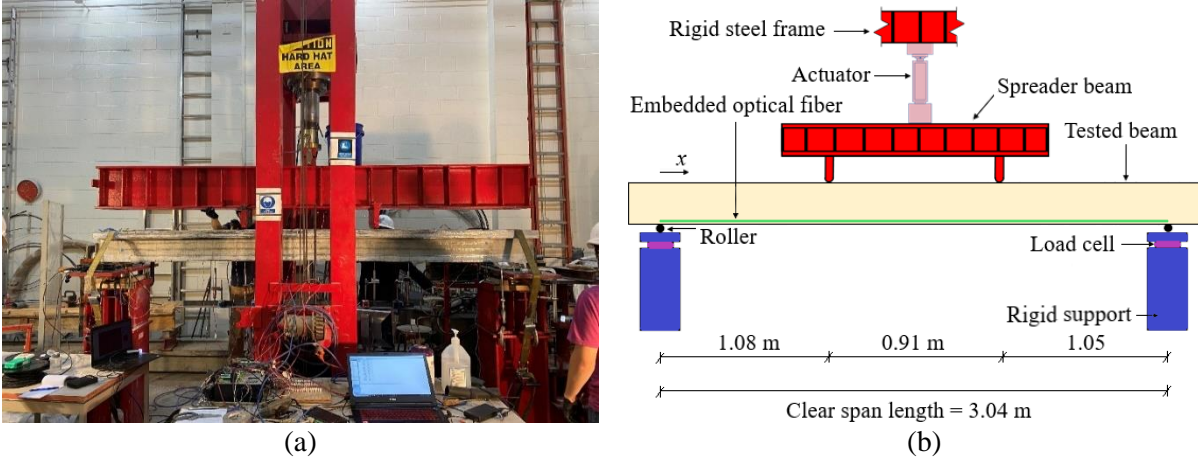 CAUTION
HARD HAT
AREA
Rigid steel frame
Actuator
Embedded optical fiber
Spreader beam
Tested beam
x
Roller
Load cell
Rigid support
1.08 m
0.91 m
1.05
Clear span length = 3.04 m
(a)
(b)